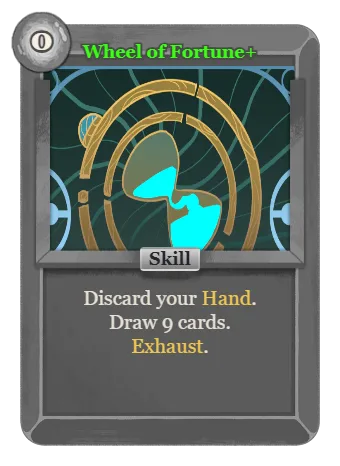 0
Wheel of Fortune+
Skill
Discard your Hand.
Draw 9 cards.
Exhaust.